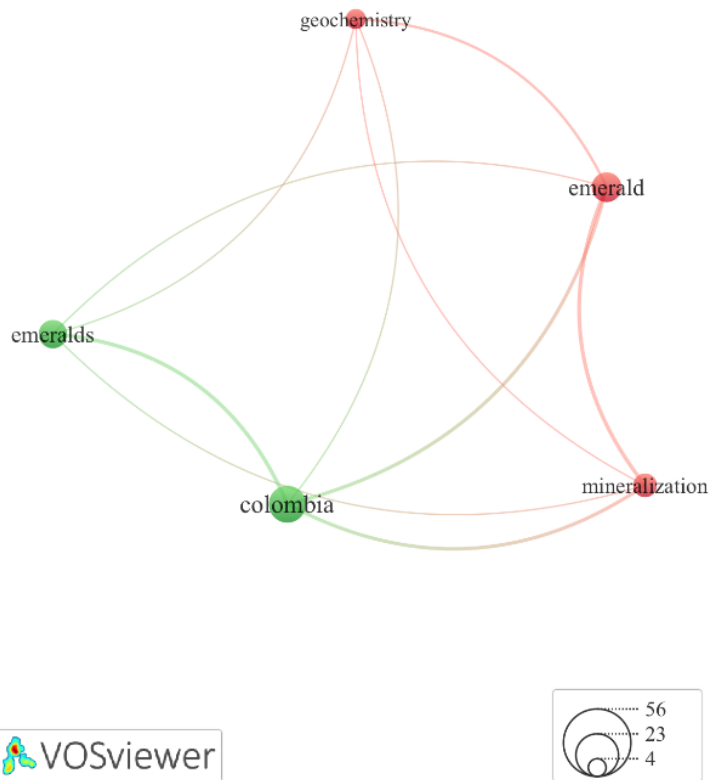 geochemistry
emerald
emeralds
mineralization
colombia
56
23
4
VOSviewer